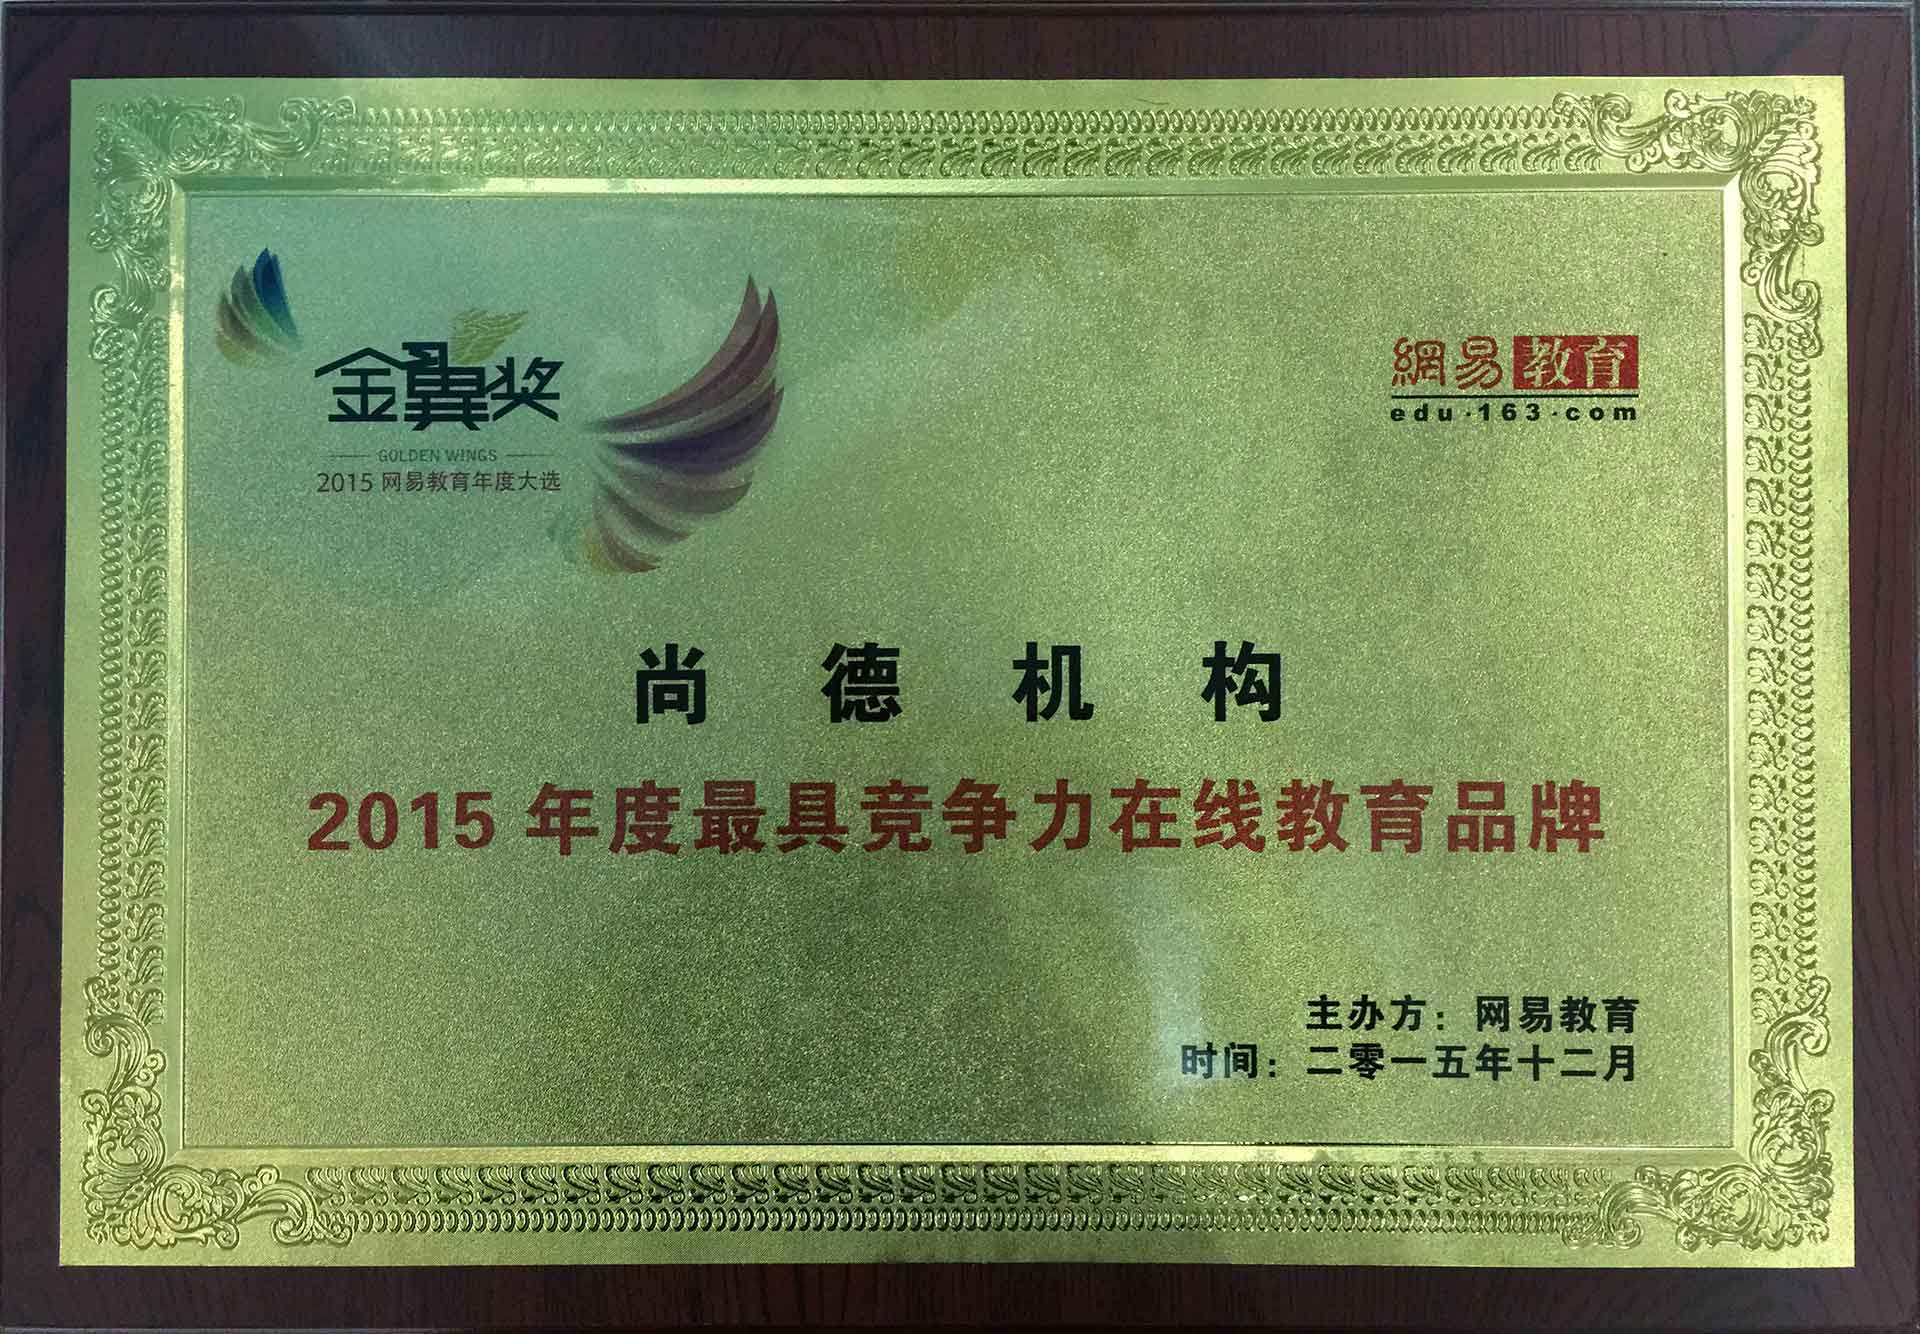 金翼奖
GOLDEN WINGS
2015 网易教育年度大选
網易教育
edu·163·com
尚德机构
2015 年度最具竞争力在线教育品牌
主办方：网易教育
时间：二零一五年十二月